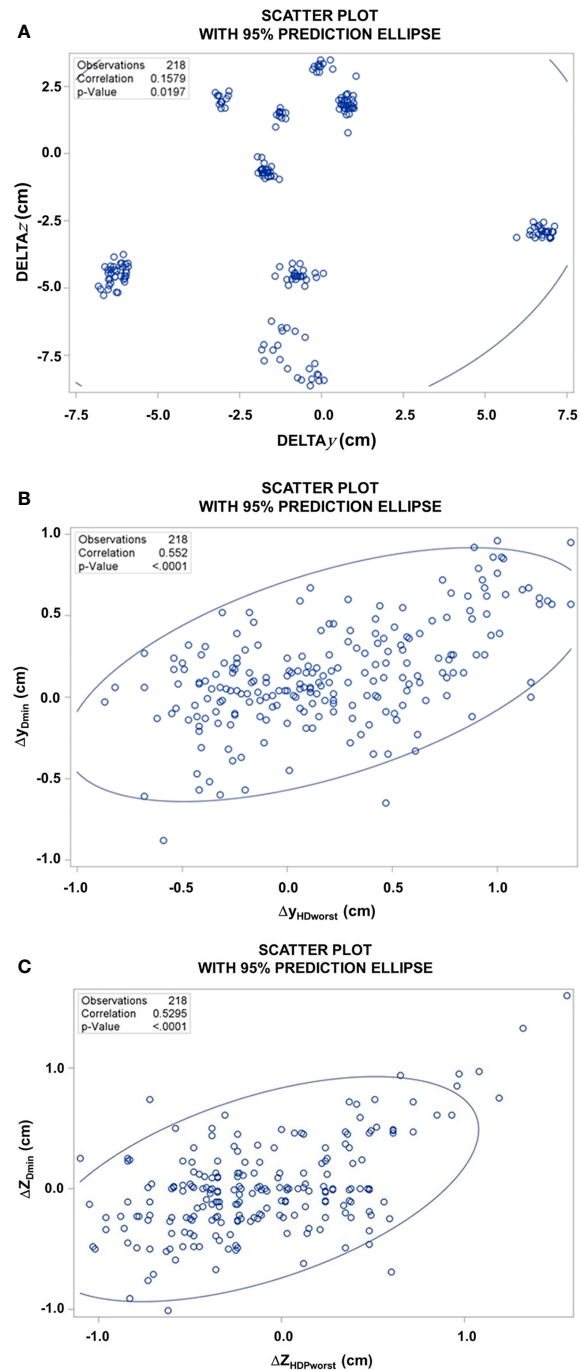 A
SCATTER PLOT
WITH 95% PREDICTION ELLIPSE
Observations 218
Correlation 0.1579
p-Value 0.0197
2.5
0.0
-2.5
-5.0
-7.5
DELTAz (cm)
-7.5 -5.0 -2.5 0.0 2.5 5.0 7.5
DELTAy (cm)
B
SCATTER PLOT
WITH 95% PREDICTION ELLIPSE
Observations 218
Correlation 0.552
p-Value <.0001
1.0
0.5
0.0
-0.5
-1.0
ΔyDmin (cm)
-1.0 -0.5 0.0 0.5 1.0
ΔyHDworst (cm)
C
SCATTER PLOT
WITH 95% PREDICTION ELLIPSE
Observations 218
Correlation 0.5295
p-Value <.0001
1.0
0.0
-1.0
ΔZDmin (cm)
-1.0 0.0 1.0
ΔZHDPworst (cm)